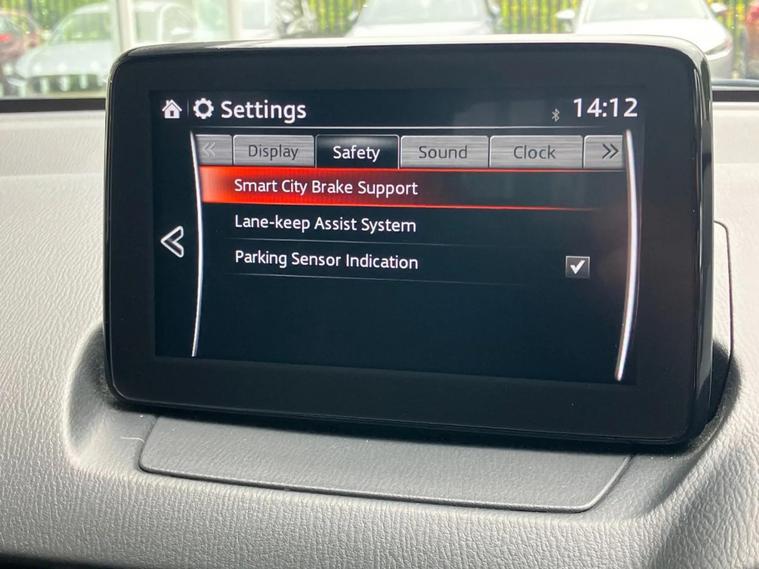 Settings 14:12
Display Safety Sound Clock
Smart City Brake Support
Lane-keep Assist System
Parking Sensor Indication